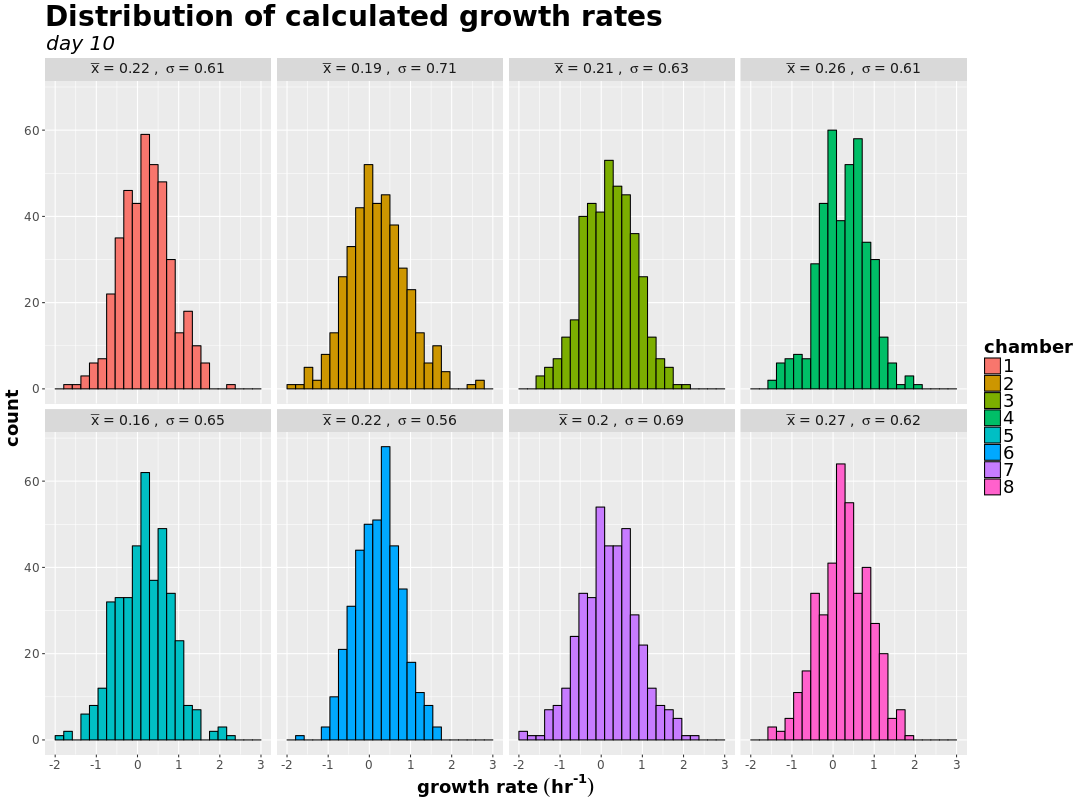 Distribution of calculated growth rates
day 10
x̅ = 0.22 , σ = 0.61
x̅ = 0.19 , σ = 0.71
x̅ = 0.21 , σ = 0.63
x̅ = 0.26 , σ = 0.61
60
40
20
0
x̅ = 0.16 , σ = 0.65
x̅ = 0.22 , σ = 0.56
x̅ = 0.2 , σ = 0.69
x̅ = 0.27 , σ = 0.62
60
40
20
0
-2 -1 0 1 2 3
-2 -1 0 1 2 3
-2 -1 0 1 2 3
-2 -1 0 1 2 3
count
growth rate (hr⁻¹)
chamber
1
2
3
4
5
6
7
8